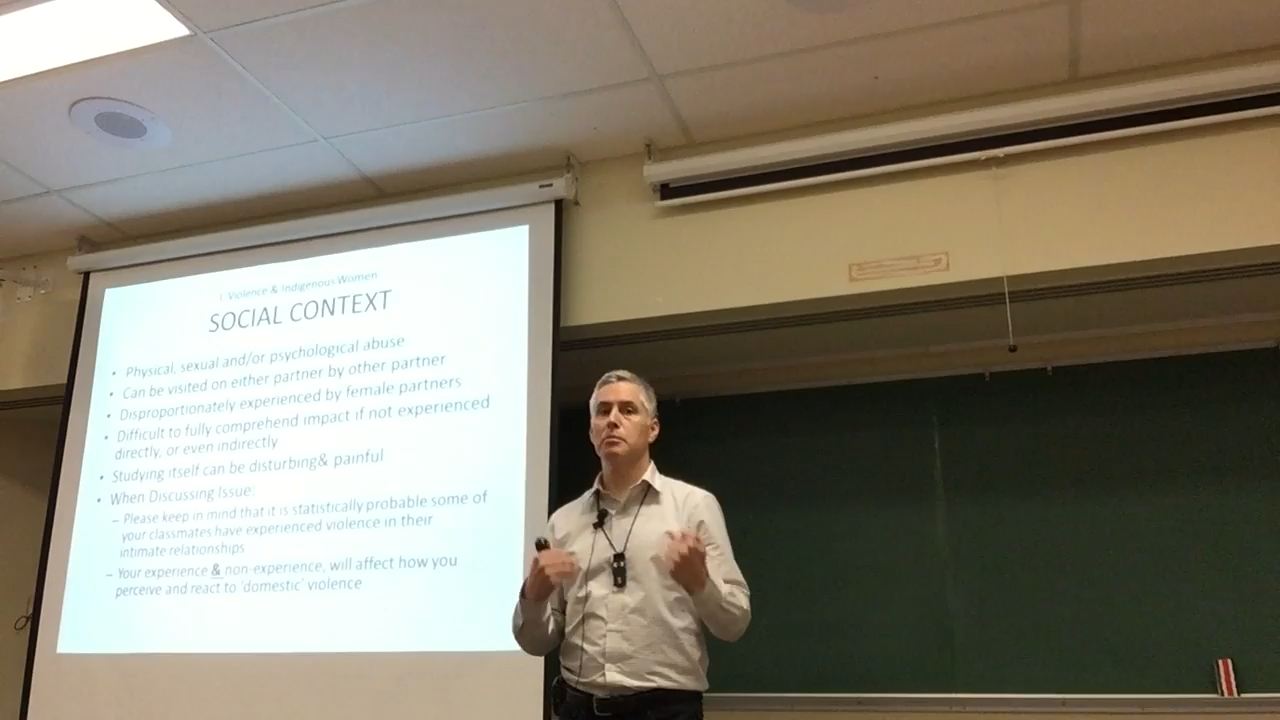 I. Violence & Indigenous Women
SOCIAL CONTEXT
• Physical, sexual and/or psychological abuse
• Can be visited on either partner by other partner
• Disproportionately experienced by female partners
• Difficult to fully comprehend impact if not experienced
directly, or even indirectly
• Studying itself can be disturbing& painful
• When Discussing Issue:
– Please keep in mind that it is statistically probable some of
your classmates have experienced violence in their
intimate relationships
– Your experience & non-experience, will affect how you
perceive and react to ‘domestic’ violence